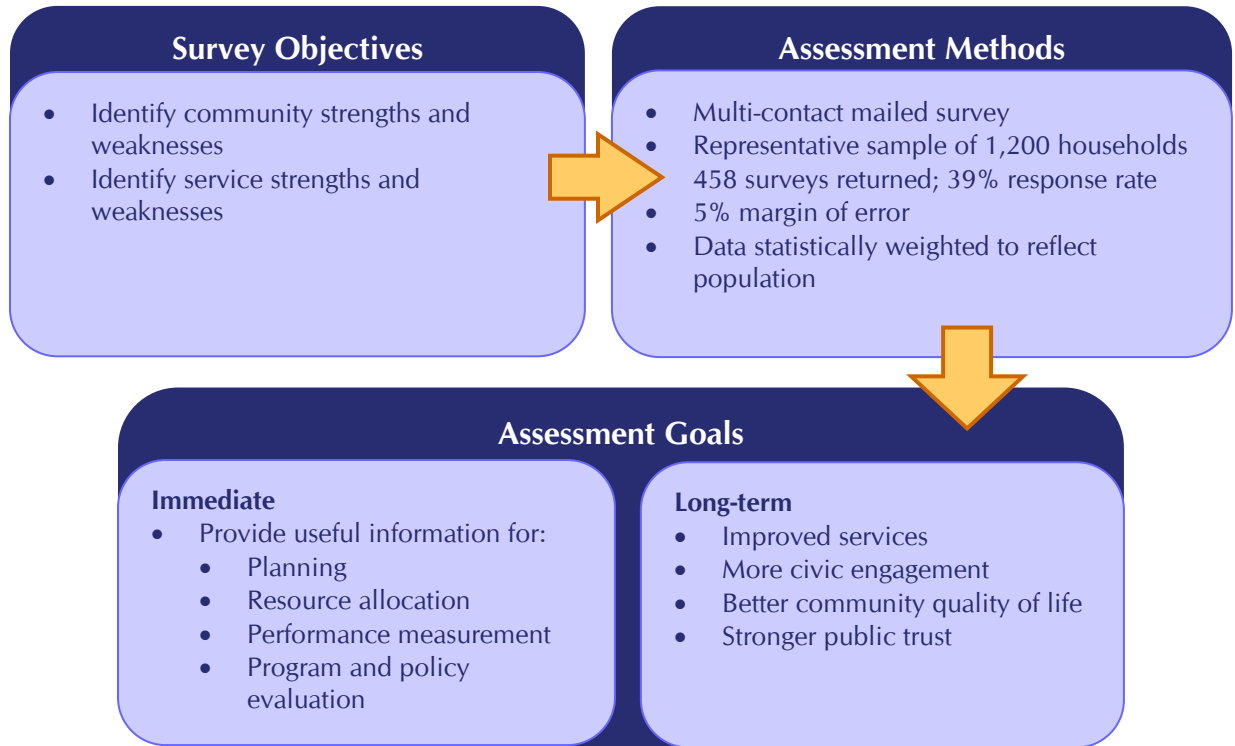 Survey Objectives
• Identify community strengths and
weaknesses
• Identify service strengths and
weaknesses
Assessment Methods
• Multi-contact mailed survey
• Representative sample of 1,200 households
458 surveys returned; 39% response rate
• 5% margin of error
• Data statistically weighted to reflect
population
Assessment Goals
Immediate
• Provide useful information for:
• Planning
• Resource allocation
• Performance measurement
• Program and policy
evaluation
Long-term
• Improved services
• More civic engagement
• Better community quality of life
• Stronger public trust